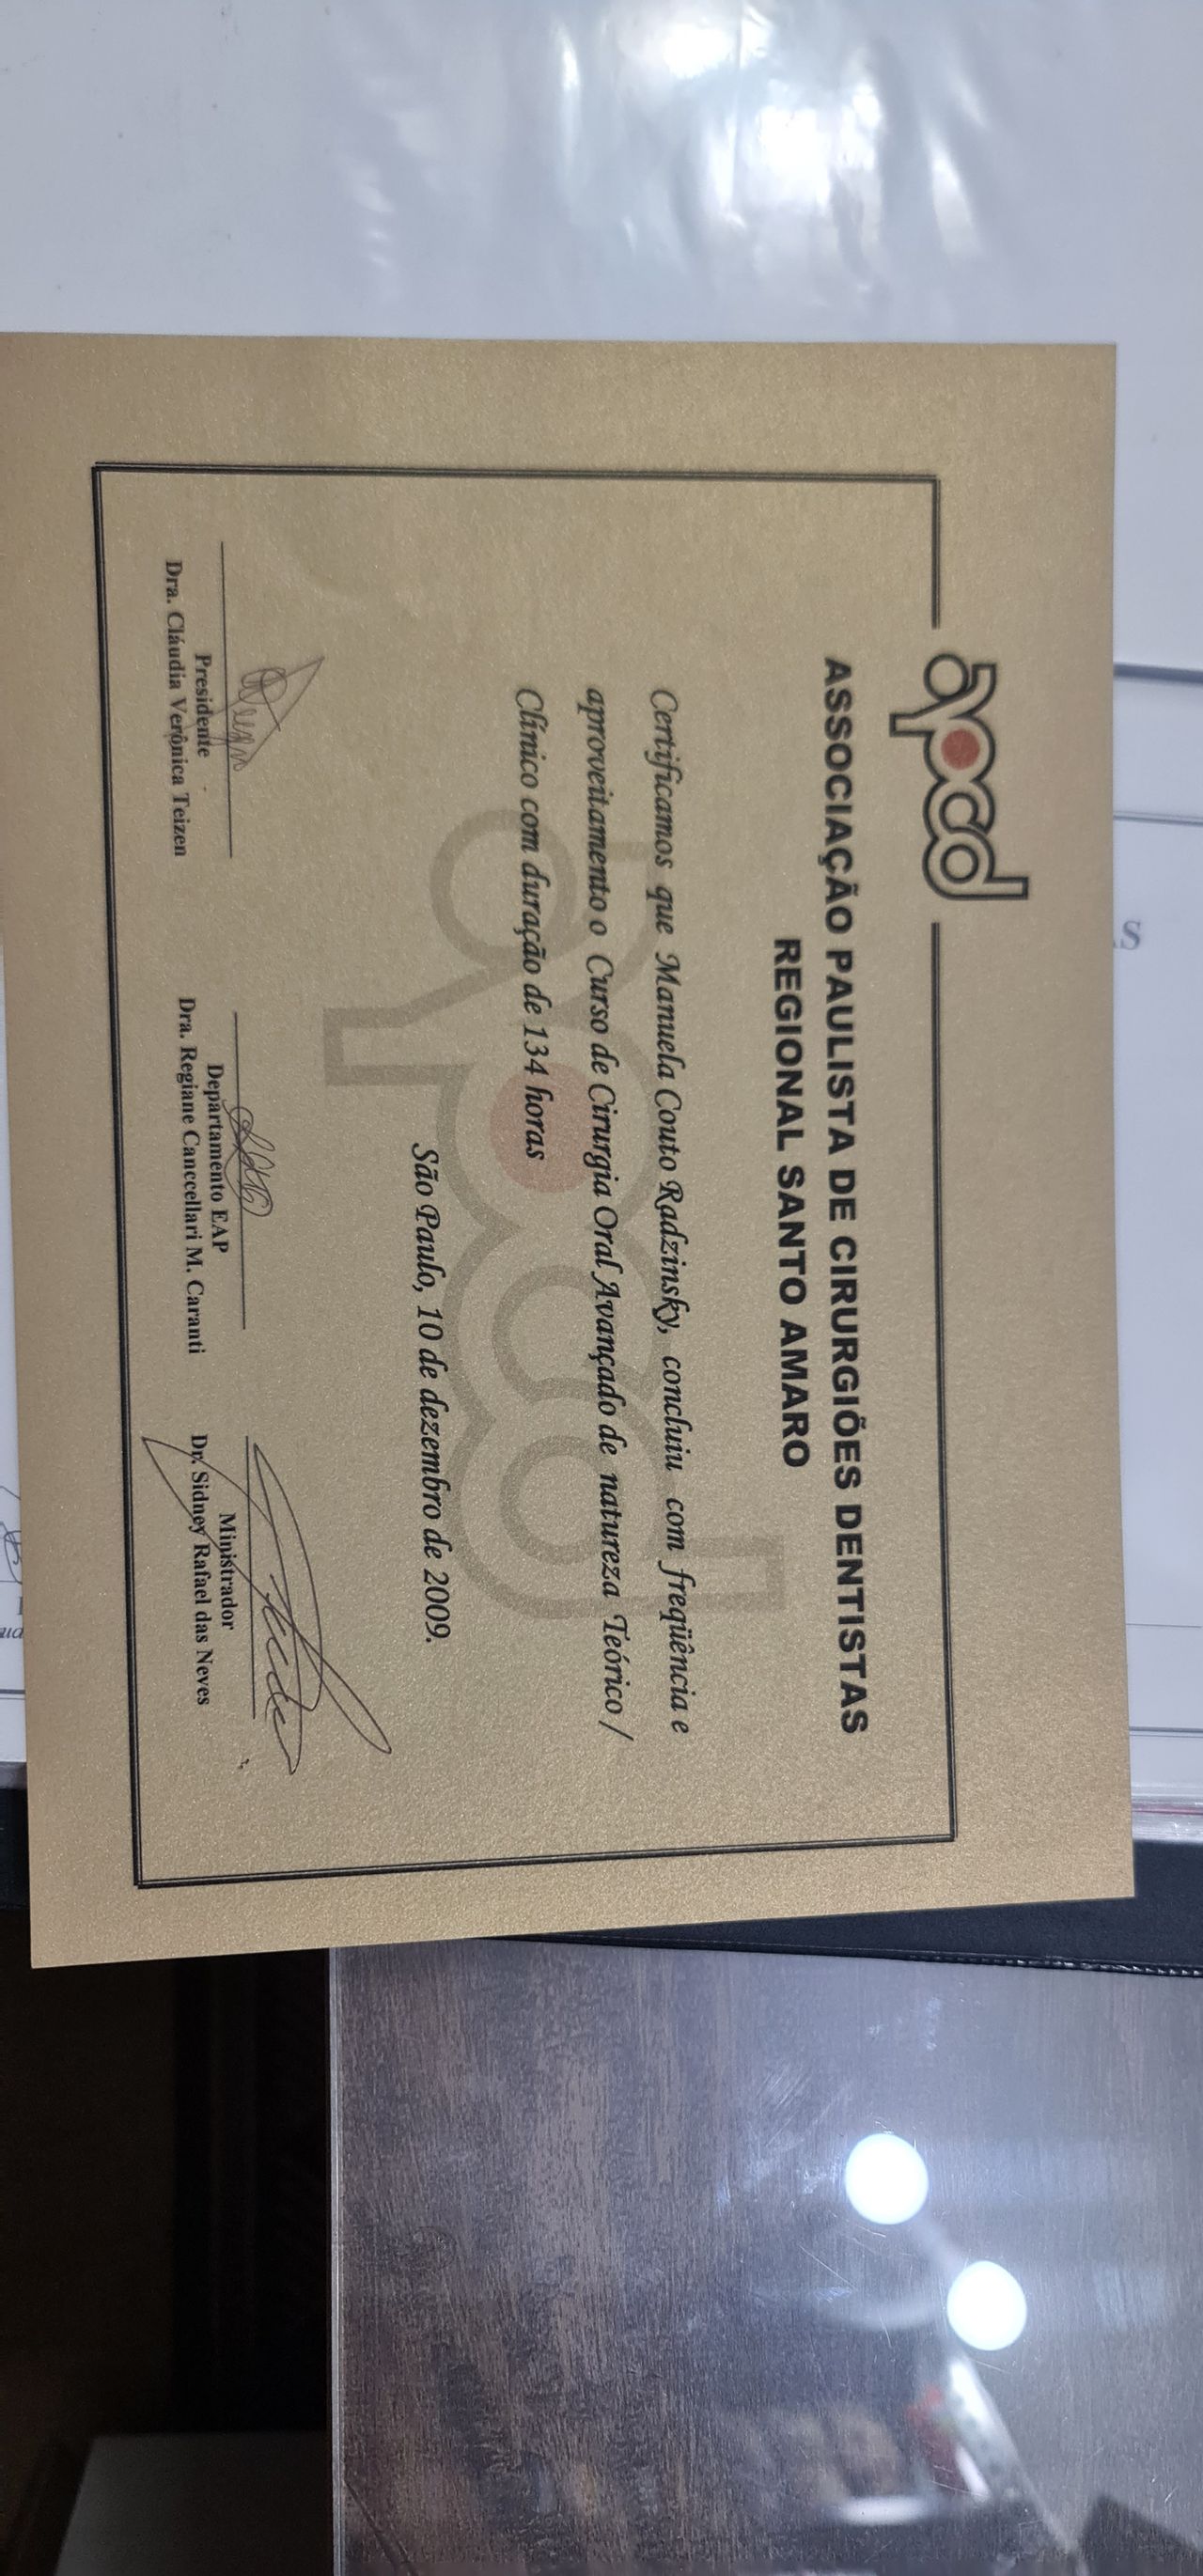 apcd
ASSOCIAÇÃO PAULISTA DE CIRURGIÕES DENTISTAS
REGIONAL SANTO AMARO
Certificamos que Manuela Couto Radzinsky, concluiu com freqüência e
aproveitamento o Curso de Cirurgia Oral Avançado de natureza Teórico /
Clínico com duração de 134 horas
São Paulo, 10 de dezembro de 2009.
Presidente
Dra. Cláudia Verônica Teizen
Departamento EAP
Dra. Regiane Cancellari M. Caranti
Ministrador
Dr. Sidney Rafael das Neves
apcd